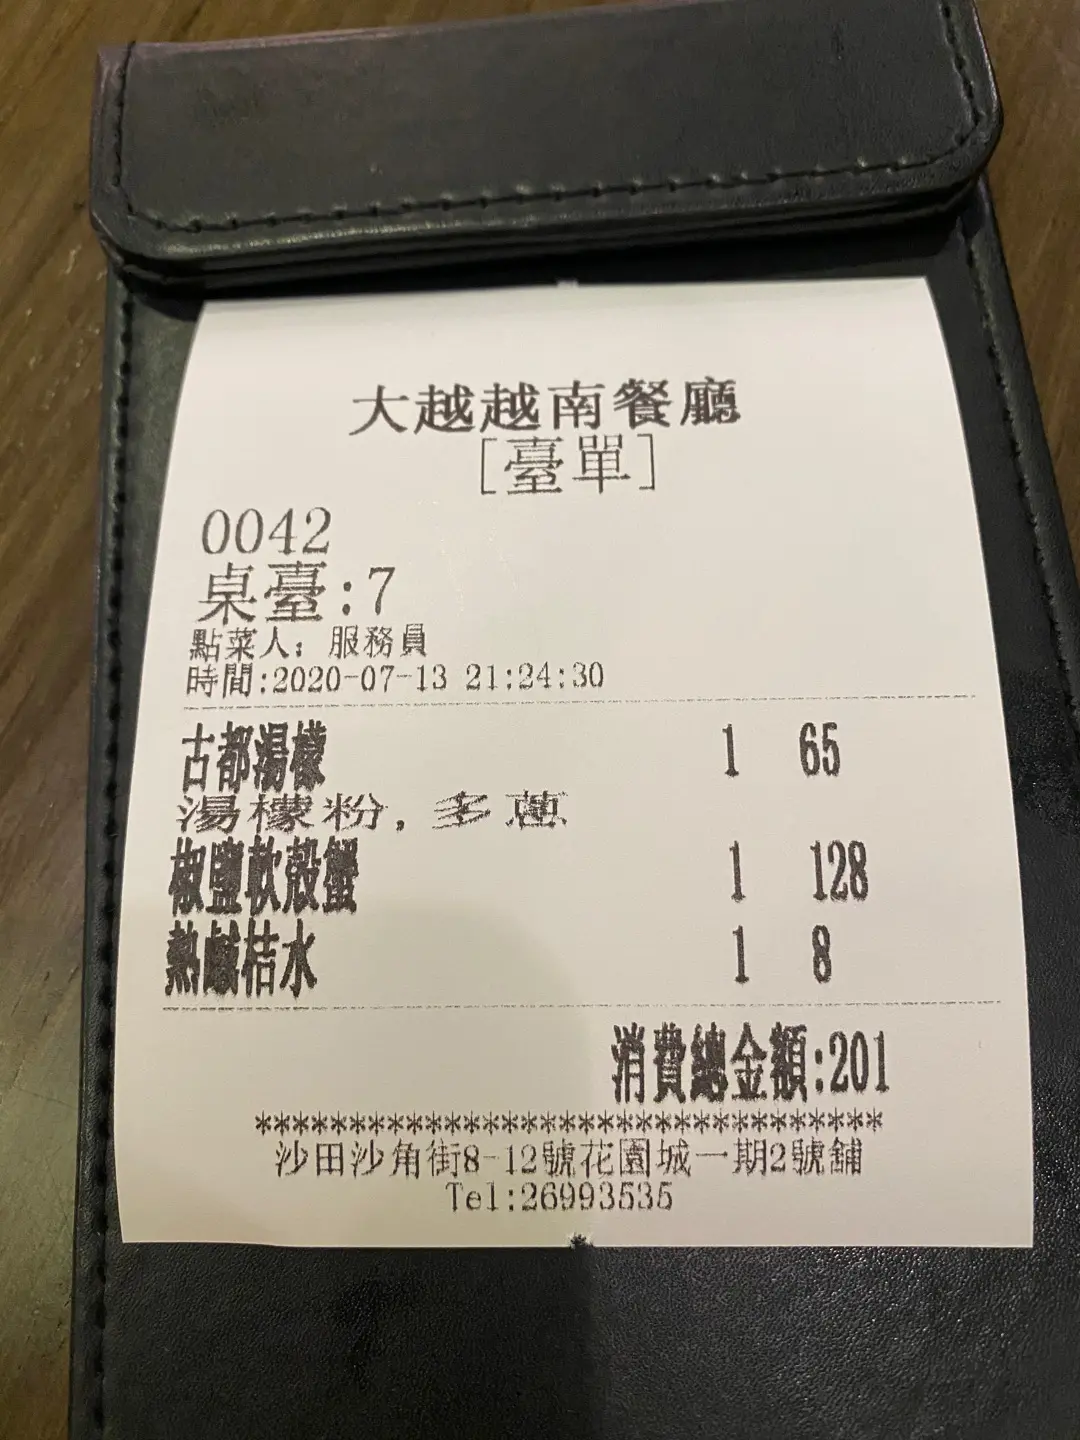 大越越南餐廳
[臺單]
0042
桌臺:7
點菜人: 服務員
時間:2020-07-13 21:24:30
古都湯檬 1 65
湯檬粉,多蔥
椒鹽軟殼蟹 1 128
熱鹹桔水 1 8
消費總金額:201
*********************************
沙田沙角街8-12號花園城一期2號舖
Tel:26993535